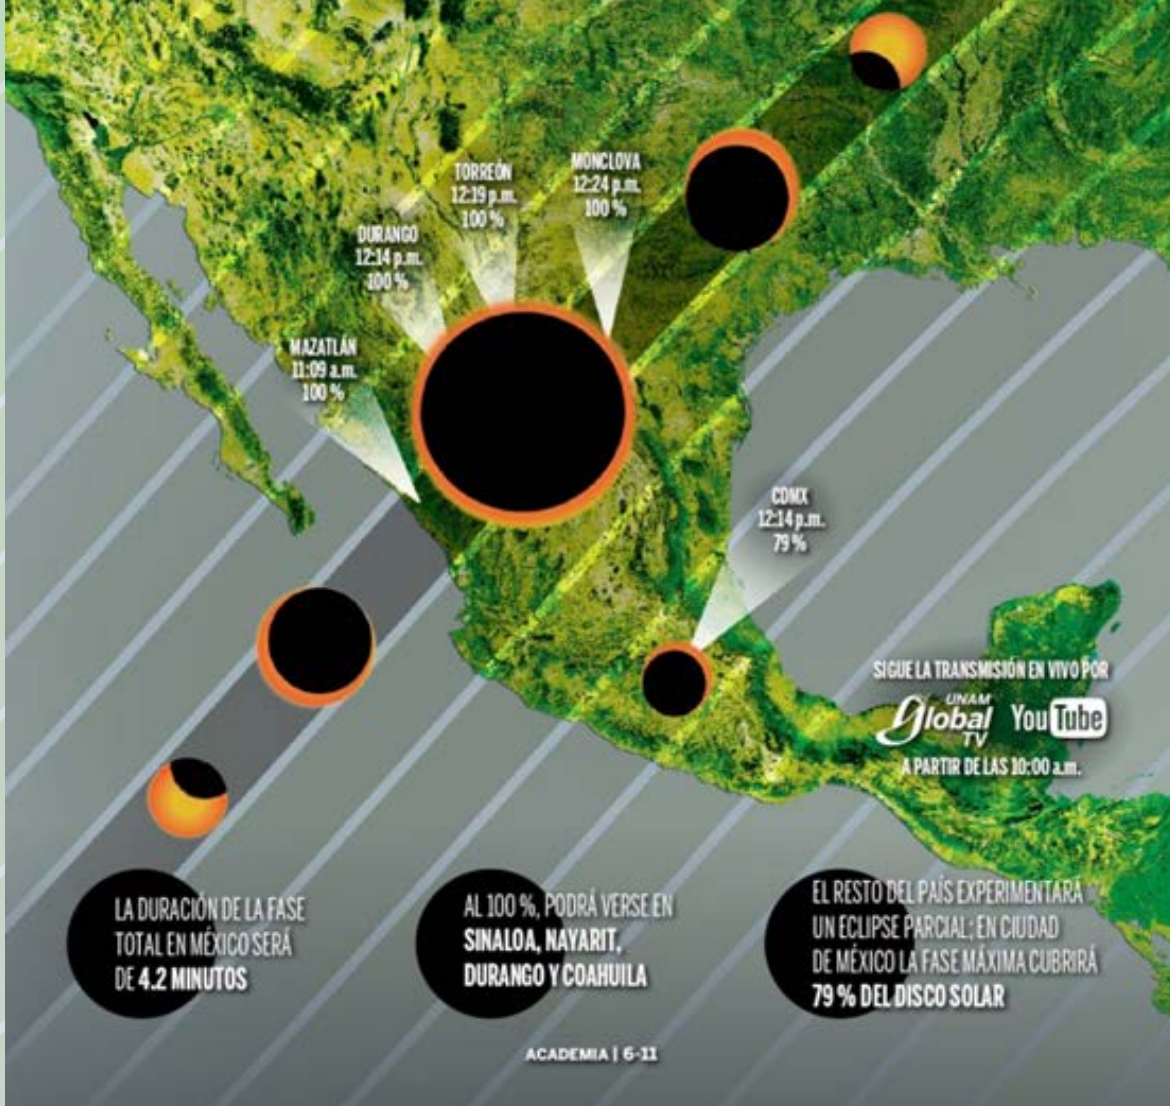 MONCLOVA
12:24 p.m.
100 %
TORREÓN
12:19 p.m.
100 %
DURANGO
12:14 p.m.
100 %
MAZATLÁN
11:09 a.m.
100 %
CDMX
12:14 p.m.
79 %
SIGUE LA TRANSMISIÓN EN VIVO POR
UNAM
global
TV
YouTube
A PARTIR DE LAS 10:00 a.m.
LA DURACIÓN DE LA FASE
TOTAL EN MÉXICO SERÁ
DE 4.2 MINUTOS
AL 100 %, PODRÁ VERSE EN
SINALOA, NAYARIT,
DURANGO Y COAHUILA
EL RESTO DEL PAÍS EXPERIMENTARÁ
UN ECLIPSE PARCIAL; EN CIUDAD
DE MÉXICO LA FASE MÁXIMA CUBRIRÁ
79 % DEL DISCO SOLAR
ACADEMIA | 6-11